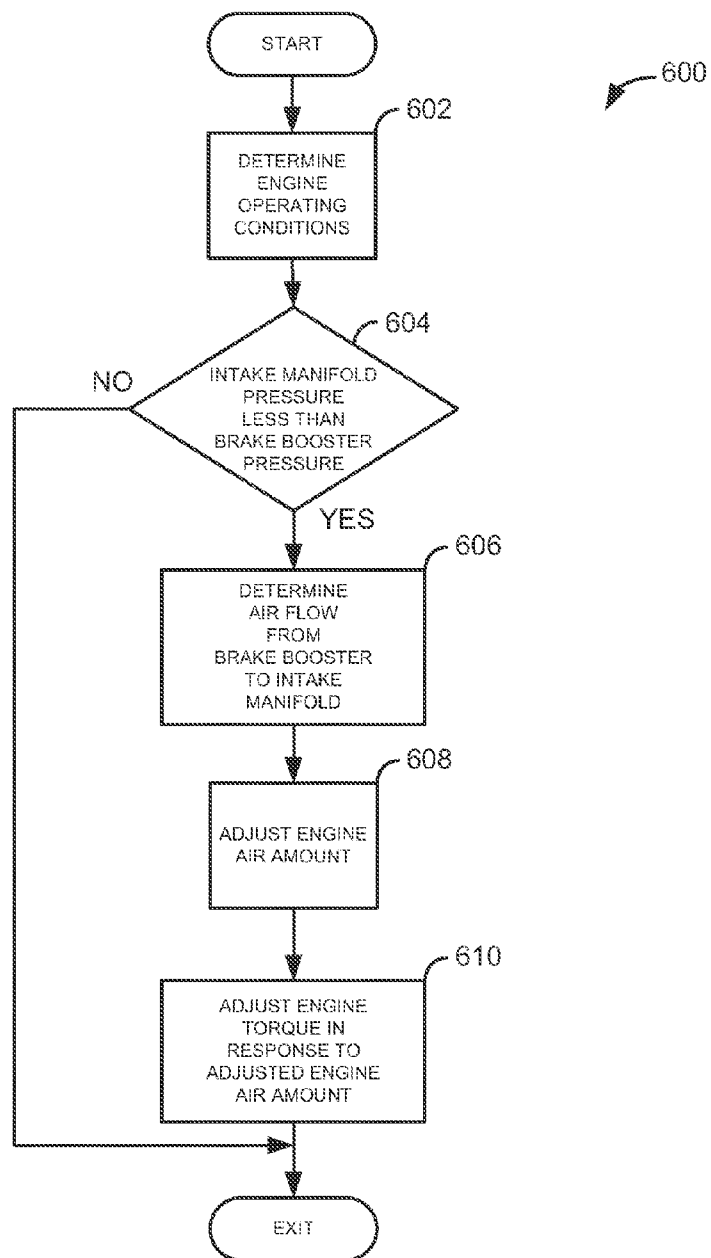 START
600
602
DETERMINE
ENGINE
OPERATING
CONDITIONS
604
NO
INTAKE MANIFOLD
PRESSURE
LESS THAN
BRAKE BOOSTER
PRESSURE
YES
606
DETERMINE
AIR FLOW
FROM
BRAKE BOOSTER
TO INTAKE
MANIFOLD
608
ADJUST ENGINE
AIR AMOUNT
610
ADJUST ENGINE
TORQUE IN
RESPONSE TO
ADJUSTED ENGINE
AIR AMOUNT
EXIT